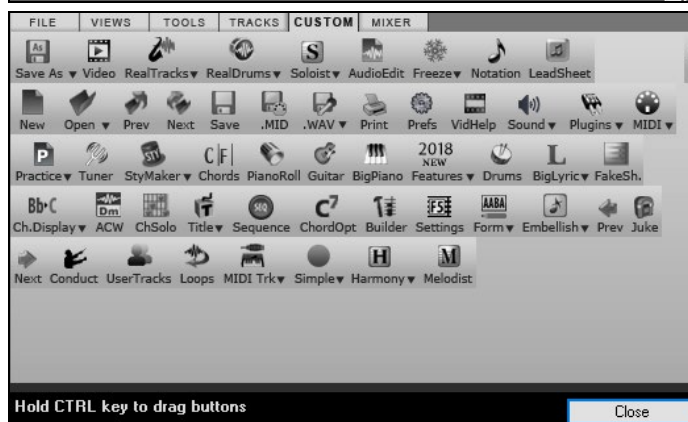 FILE VIEWS TOOLS TRACKS CUSTOM MIXER
As S
Save As ▾ Video RealTracks ▾ RealDrums ▾ Soloist ▾ AudioEdit Freeze ▾ Notation LeadSheet
New Open ▾ Prev Next Save .MID .WAV ▾ Print Prefs VidHelp Sound ▾ Plugins ▾ MIDI ▾
P STY. C F 2018 NEW L
Practice ▾ Tuner StyMaker ▾ Chords PianoRoll Guitar BigPiano Features ▾ Drums BigLyric ▾ FakeSh.
Bb·C Dm SEQ C7 AABA
Ch.Display ▾ ACW ChSolo Title ▾ Sequence ChordOpt Builder Settings Form ▾ Embellish ▾ Prev Juke
H M
Next Conduct UserTracks Loops MIDI Trk ▾ Simple ▾ Harmony ▾ Melodist
Hold CTRL key to drag buttons
Close